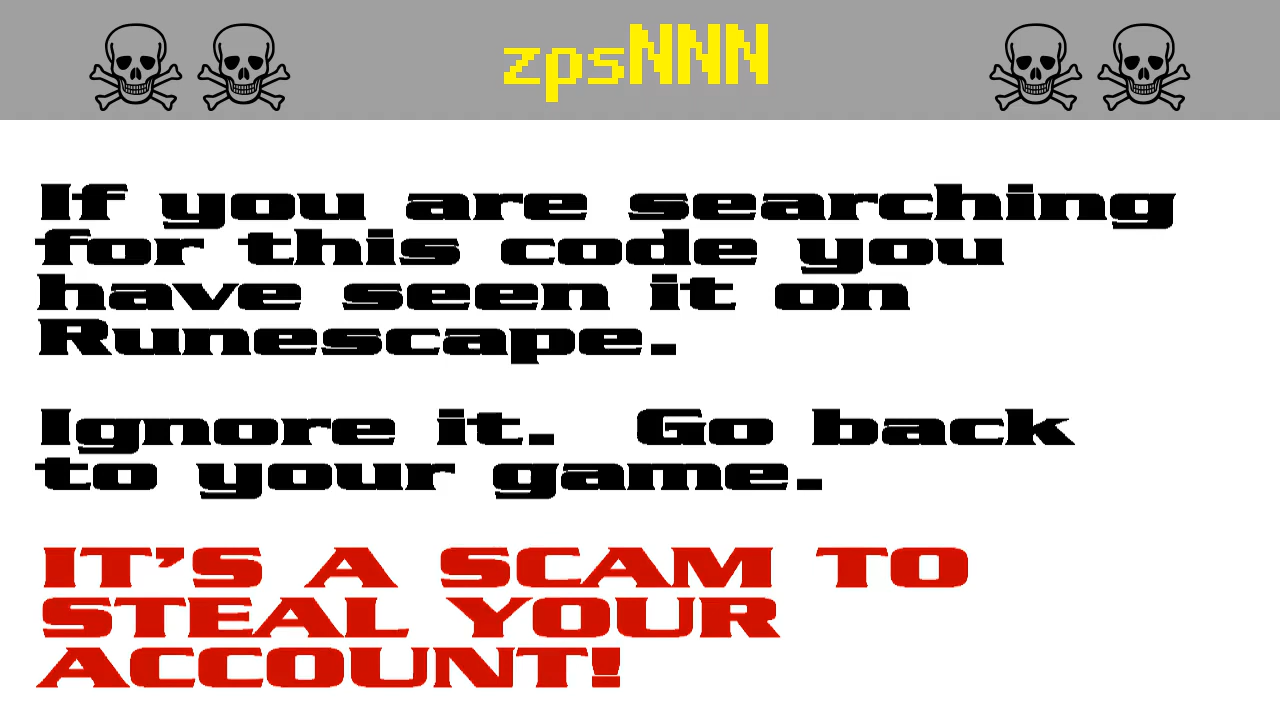 zpsNNN
If you are searching
for this code you
have seen it on
Runescape.
Ignore it.  Go back
to your game.
IT'S A SCAM TO
STEAL YOUR
ACCOUNT!